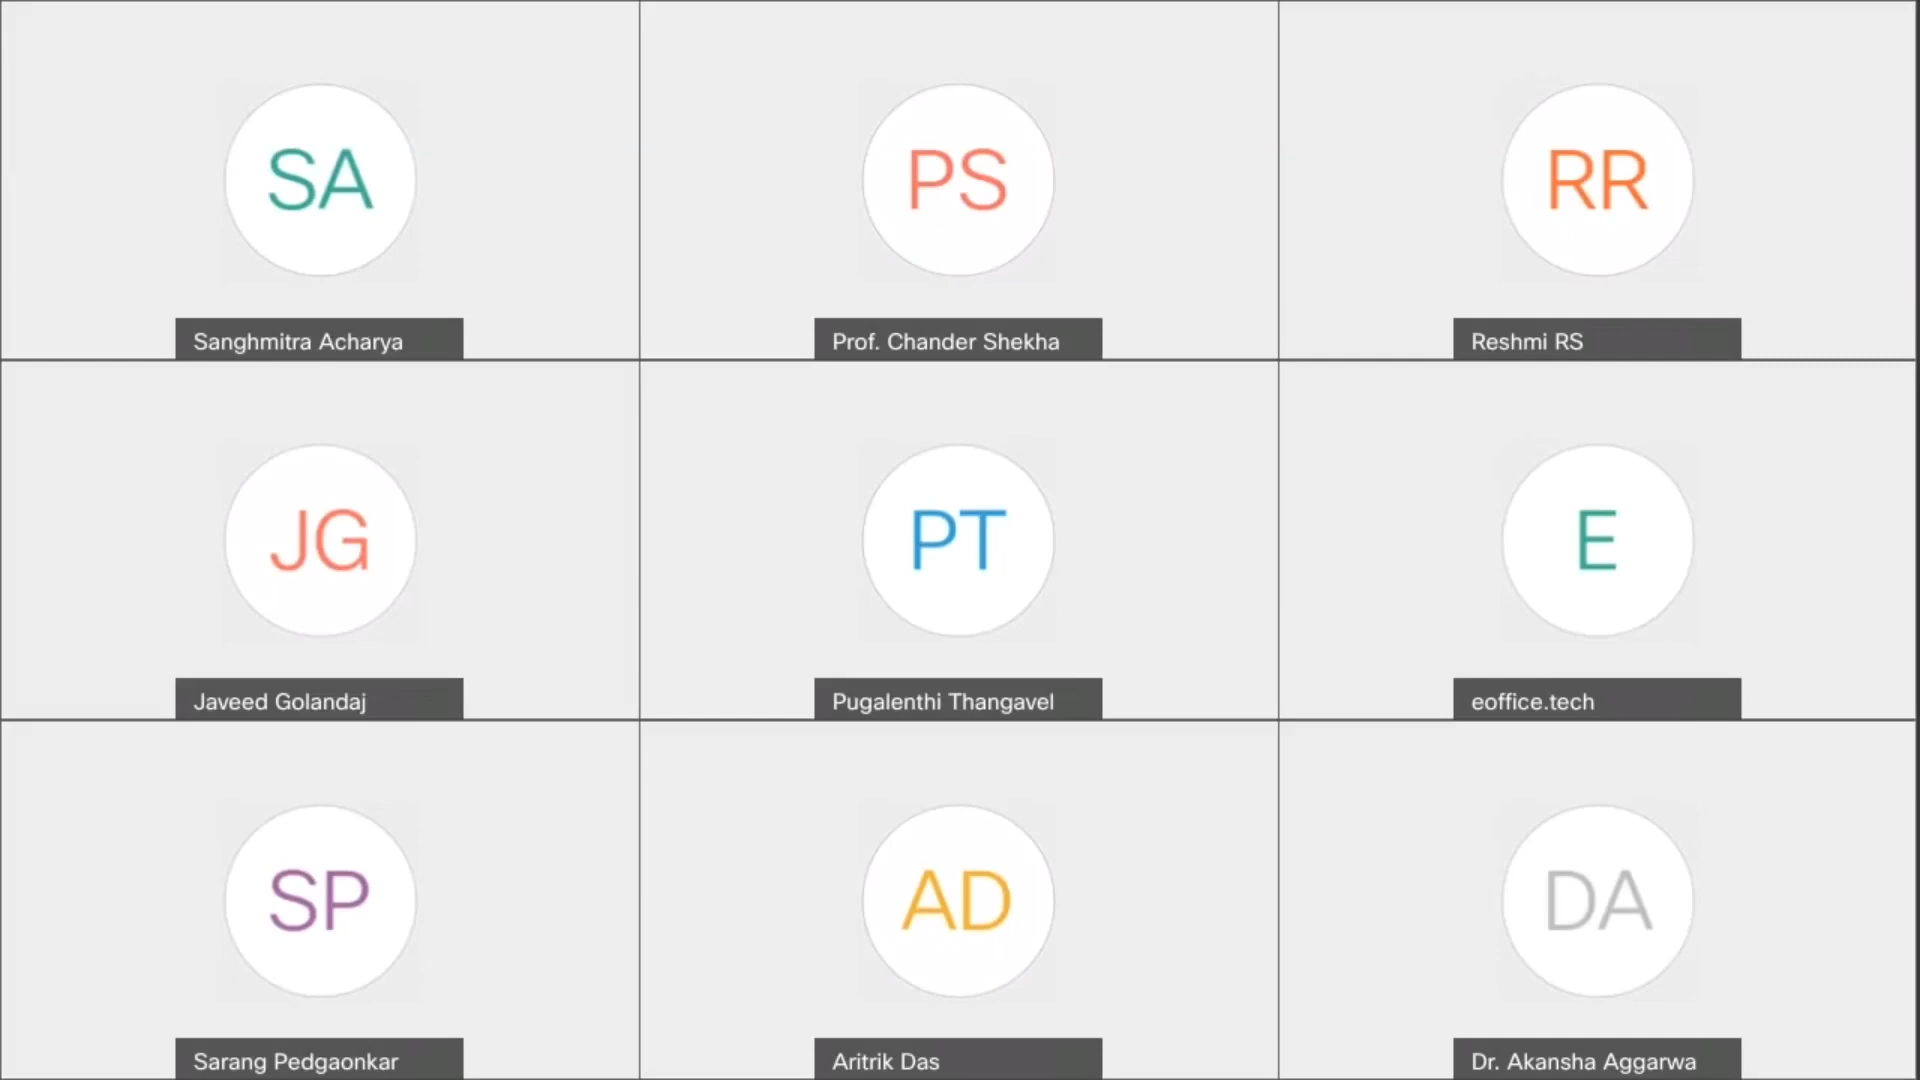 SA
Sanghmitra Acharya
PS
Prof. Chander Shekha
RR
Reshmi RS
JG
Javeed Golandaj
PT
Pugalenthi Thangavel
E
eoffice.tech
SP
Sarang Pedgaonkar
AD
Aritrik Das
DA
Dr. Akansha Aggarwa